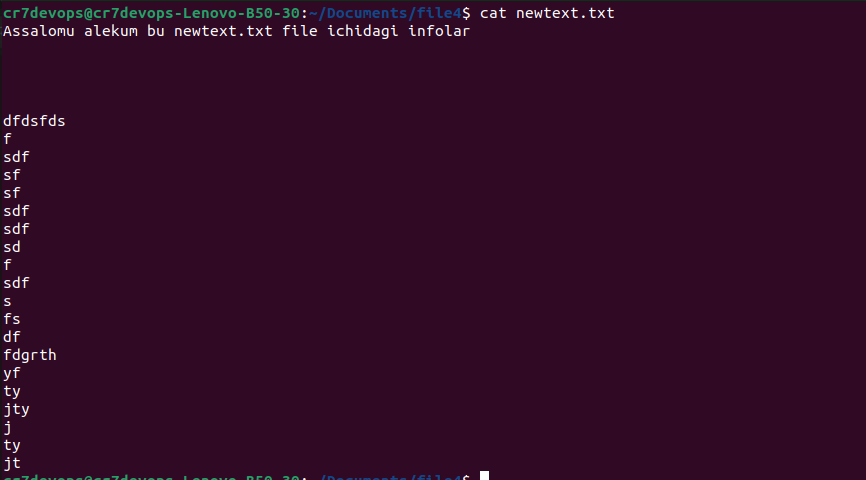 cr7devops@cr7devops-Lenovo-B50-30:~/Documents/file4$ cat newtext.txt
Assalomu alekum bu newtext.txt file ichidagi infolar
dfdsfds
f
sdf
sf
sf
sdf
sdf
sd
f
sdf
s
fs
df
fdgrth
yf
ty
jty
j
ty
jt
cr7devops@cr7devops-Lenovo-B50-30:~/Documents/file4$